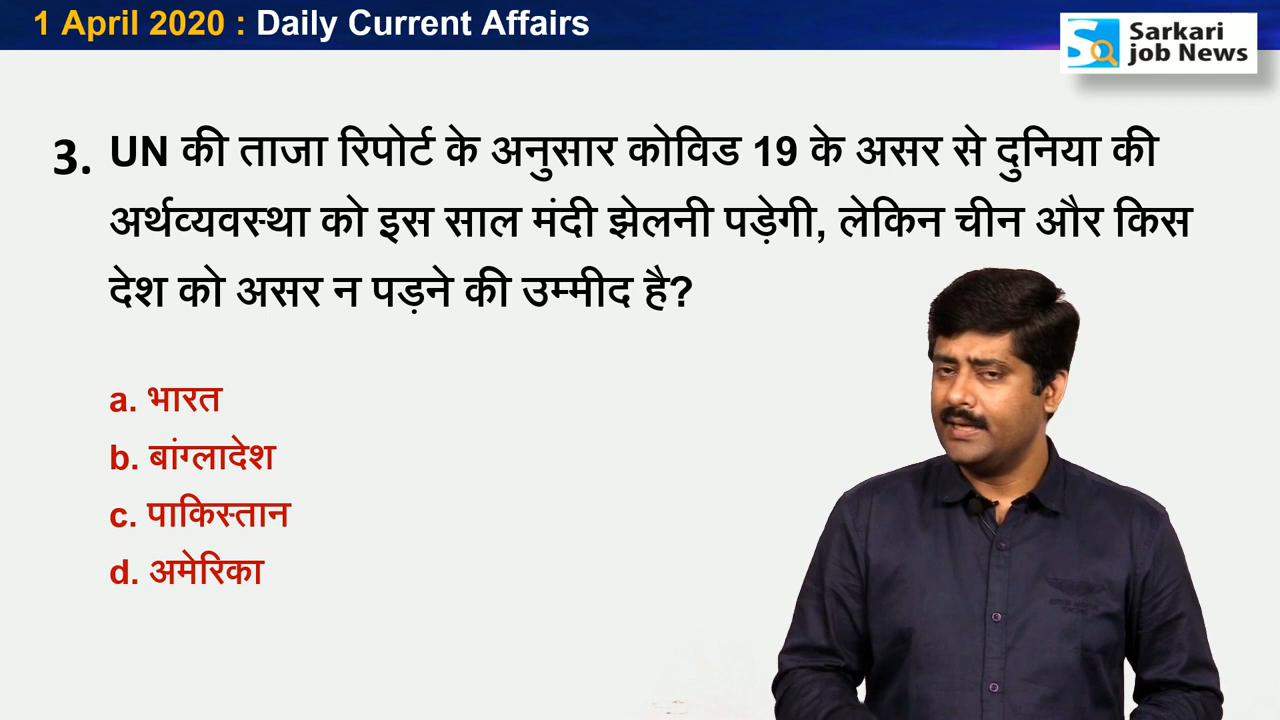 1 April 2020 : Daily Current Affairs
Sarkari
job News
3. UN की ताजा रिपोर्ट के अनुसार कोविड 19 के असर से दुनिया की
अर्थव्यवस्था को इस साल मंदी झेलनी पड़ेगी, लेकिन चीन और किस
देश को असर न पड़ने की उम्मीद है?
a. भारत
b. बांग्लादेश
c. पाकिस्तान
d. अमेरिका